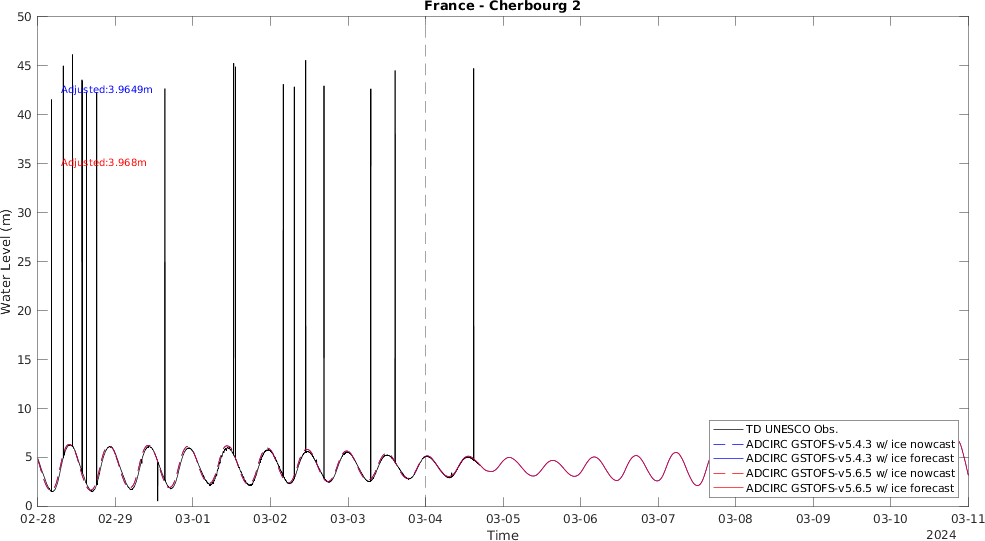 France - Cherbourg 2
50
45
40
35
30
25
20
15
10
5
0
Water Level (m)
Adjusted:3.9649m
Adjusted:3.968m
TD UNESCO Obs.
ADCIRC GSTOFS-v5.4.3 w/ ice nowcast
ADCIRC GSTOFS-v5.4.3 w/ ice forecast
ADCIRC GSTOFS-v5.6.5 w/ ice nowcast
ADCIRC GSTOFS-v5.6.5 w/ ice forecast
02-28 02-29 03-01 03-02 03-03 03-04 03-05 03-06 03-07 03-08 03-09 03-10 03-11
Time 2024